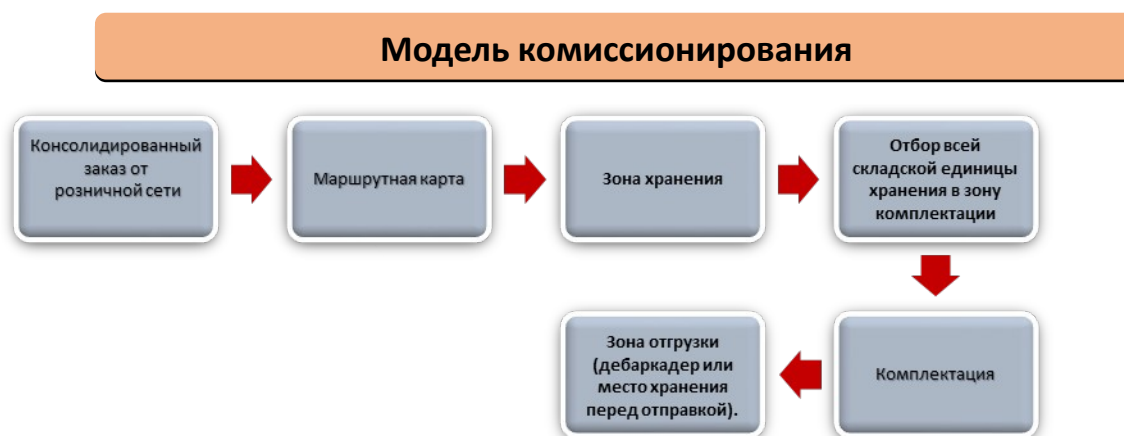 Модель комиссионирования
Консолидированный
заказ от
розничной сети
Маршрутная карта
Зона хранения
Отбор всей
складской единицы
хранения в зону
комплектации
Комплектация
Зона отгрузки
(дебаркадер или
место хранения
перед отправкой).